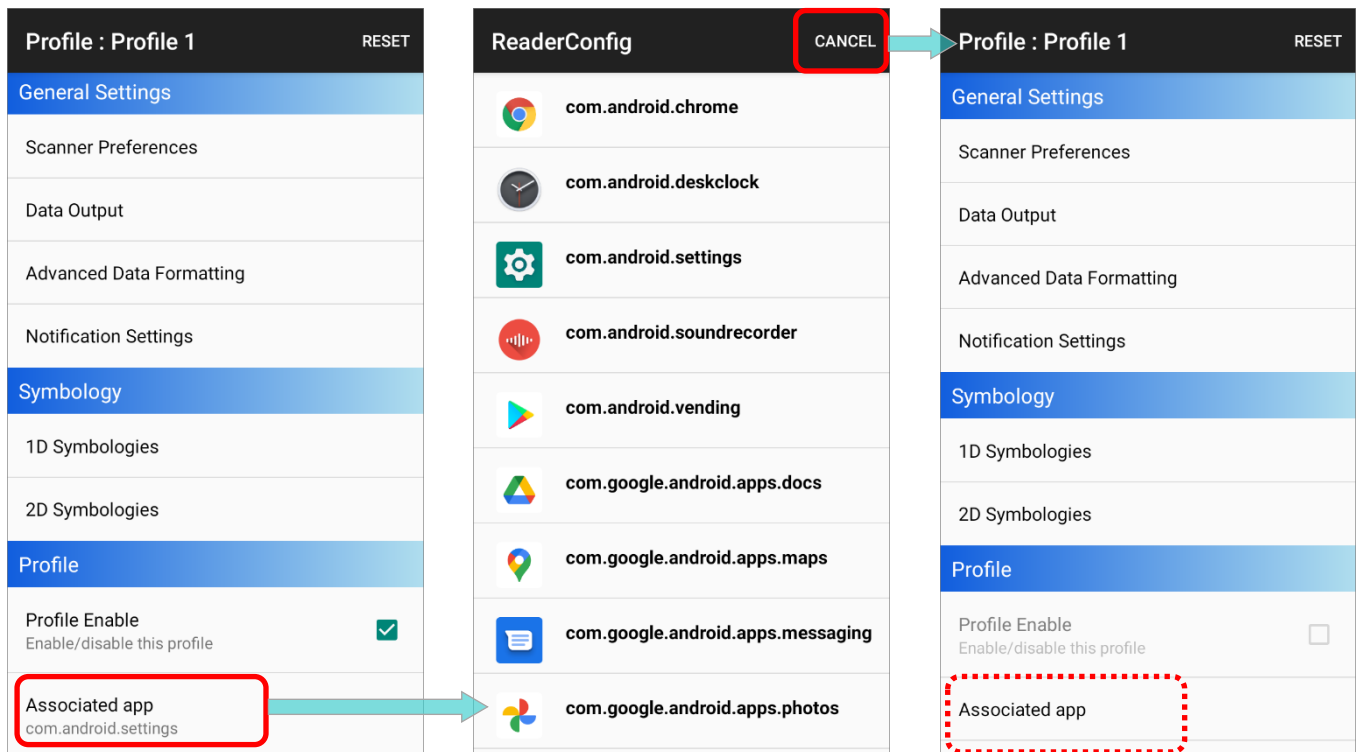 Profile : Profile 1
RESET
General Settings
Scanner Preferences
Data Output
Advanced Data Formatting
Notification Settings
Symbology
1D Symbologies
2D Symbologies
Profile
Profile Enable
Enable/disable this profile
Associated app
com.android.settings
ReaderConfig
CANCEL
com.android.chrome
com.android.deskclock
com.android.settings
com.android.soundrecorder
com.android.vending
com.google.android.apps.docs
com.google.android.apps.maps
com.google.android.apps.messaging
com.google.android.apps.photos
Profile : Profile 1
RESET
General Settings
Scanner Preferences
Data Output
Advanced Data Formatting
Notification Settings
Symbology
1D Symbologies
2D Symbologies
Profile
Profile Enable
Enable/disable this profile
Associated app